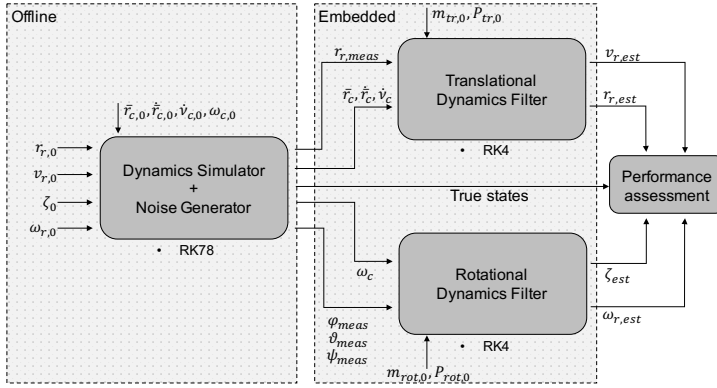 Offline
Embedded
m_{tr,0}, P_{tr,0}
r_{r,meas}
v_{r,est}
Translational
Dynamics Filter
r̄_c, ṙ̄_c, ν̇_c
r_{r,est}
r̄_{c,0}, ṙ̄_{c,0}, ν̇_{c,0}, ω_{c,0}
• RK4
r_{r,0}
v_{r,0}
ζ_0
ω_{r,0}
Dynamics Simulator
+
Noise Generator
Performance
assessment
True states
• RK78
ω_c
Rotational
Dynamics Filter
ζ_{est}
ω_{r,est}
φ_{meas}
ϑ_{meas}
ψ_{meas}
• RK4
m_{rot,0}, P_{rot,0}